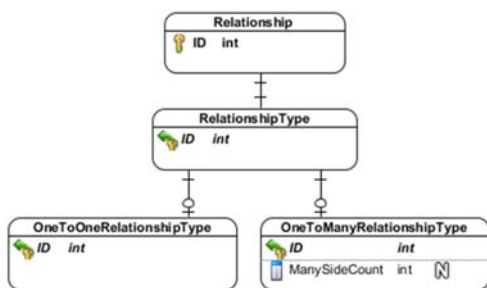 Relationship
ID int
RelationshipType
ID int
OneToOneRelationshipType
ID int
OneToManyRelationshipType
ID int
ManySideCount int N